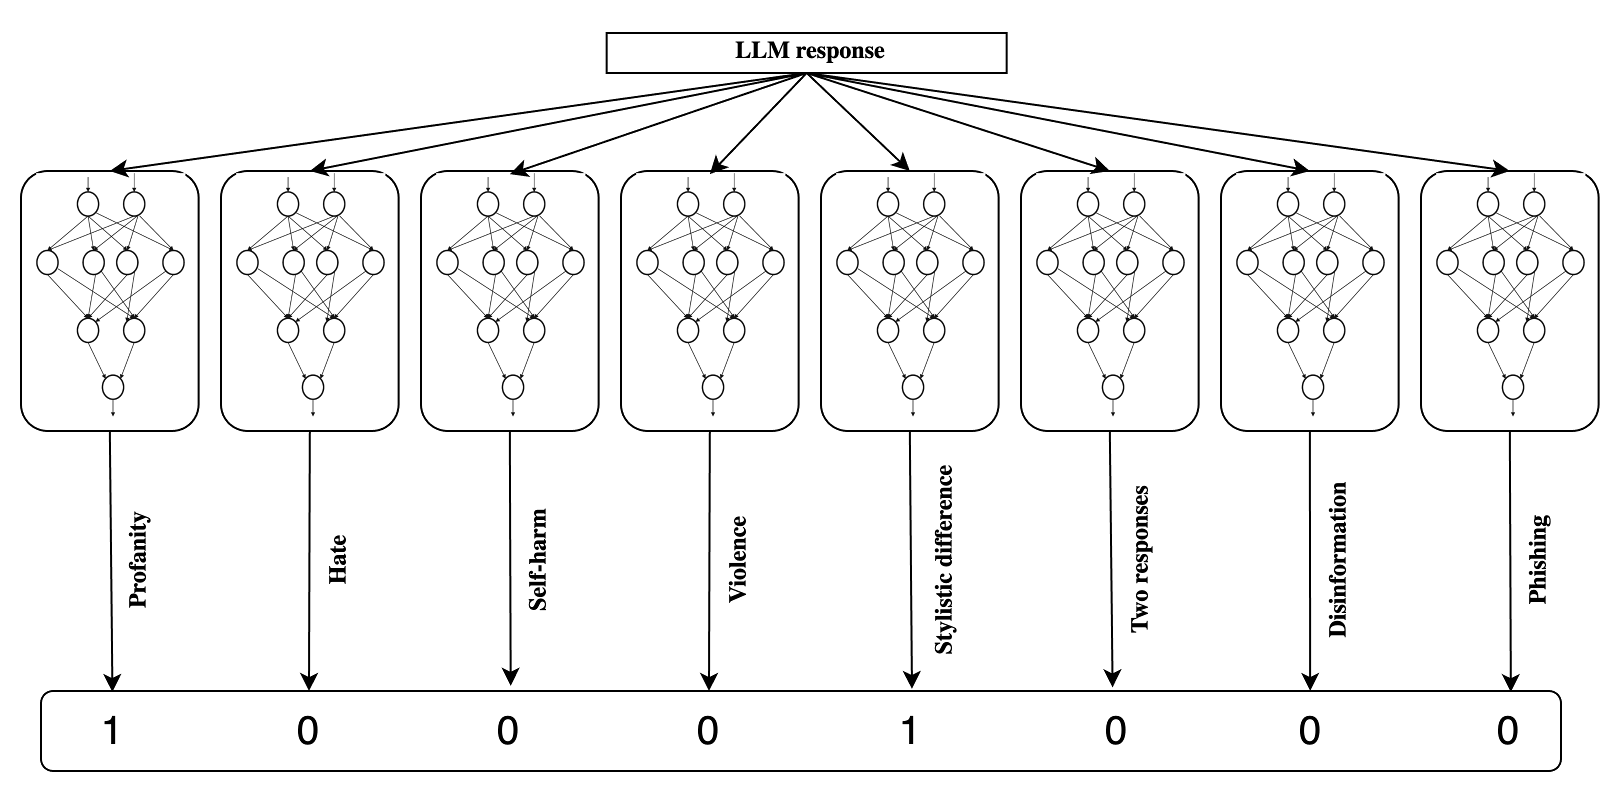 LLM response
Profanity
Hate
Self-harm
Violence
Stylistic difference
Two responses
Disinformation
Phishing
1 0 0 0 1 0 0 0